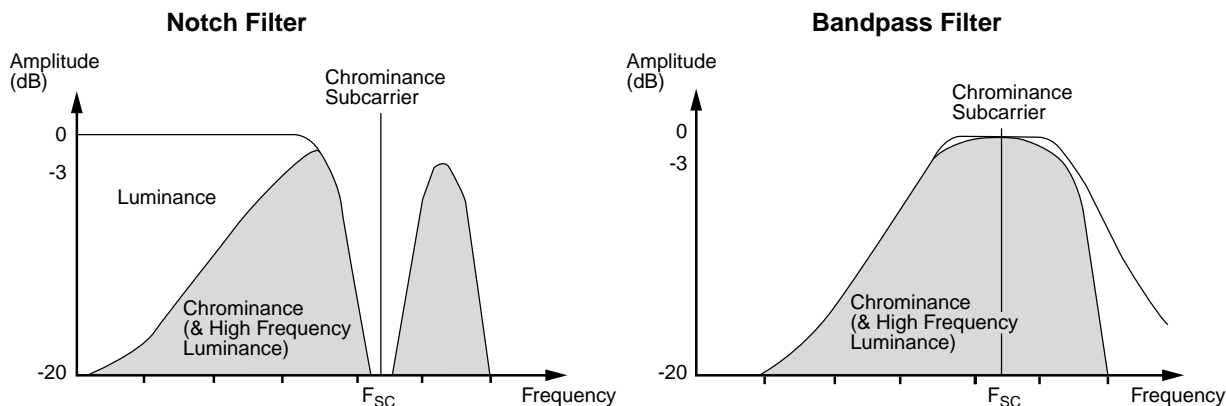 Notch Filter
Amplitude
(dB)
Chrominance
Subcarrier
0
-3
Luminance
Chrominance
(& High Frequency
Luminance)
-20
FSC
Frequency
Bandpass Filter
Amplitude
(dB)
Chrominance
Subcarrier
0
-3
Chrominance
(& High Frequency
Luminance)
-20
FSC
Frequency